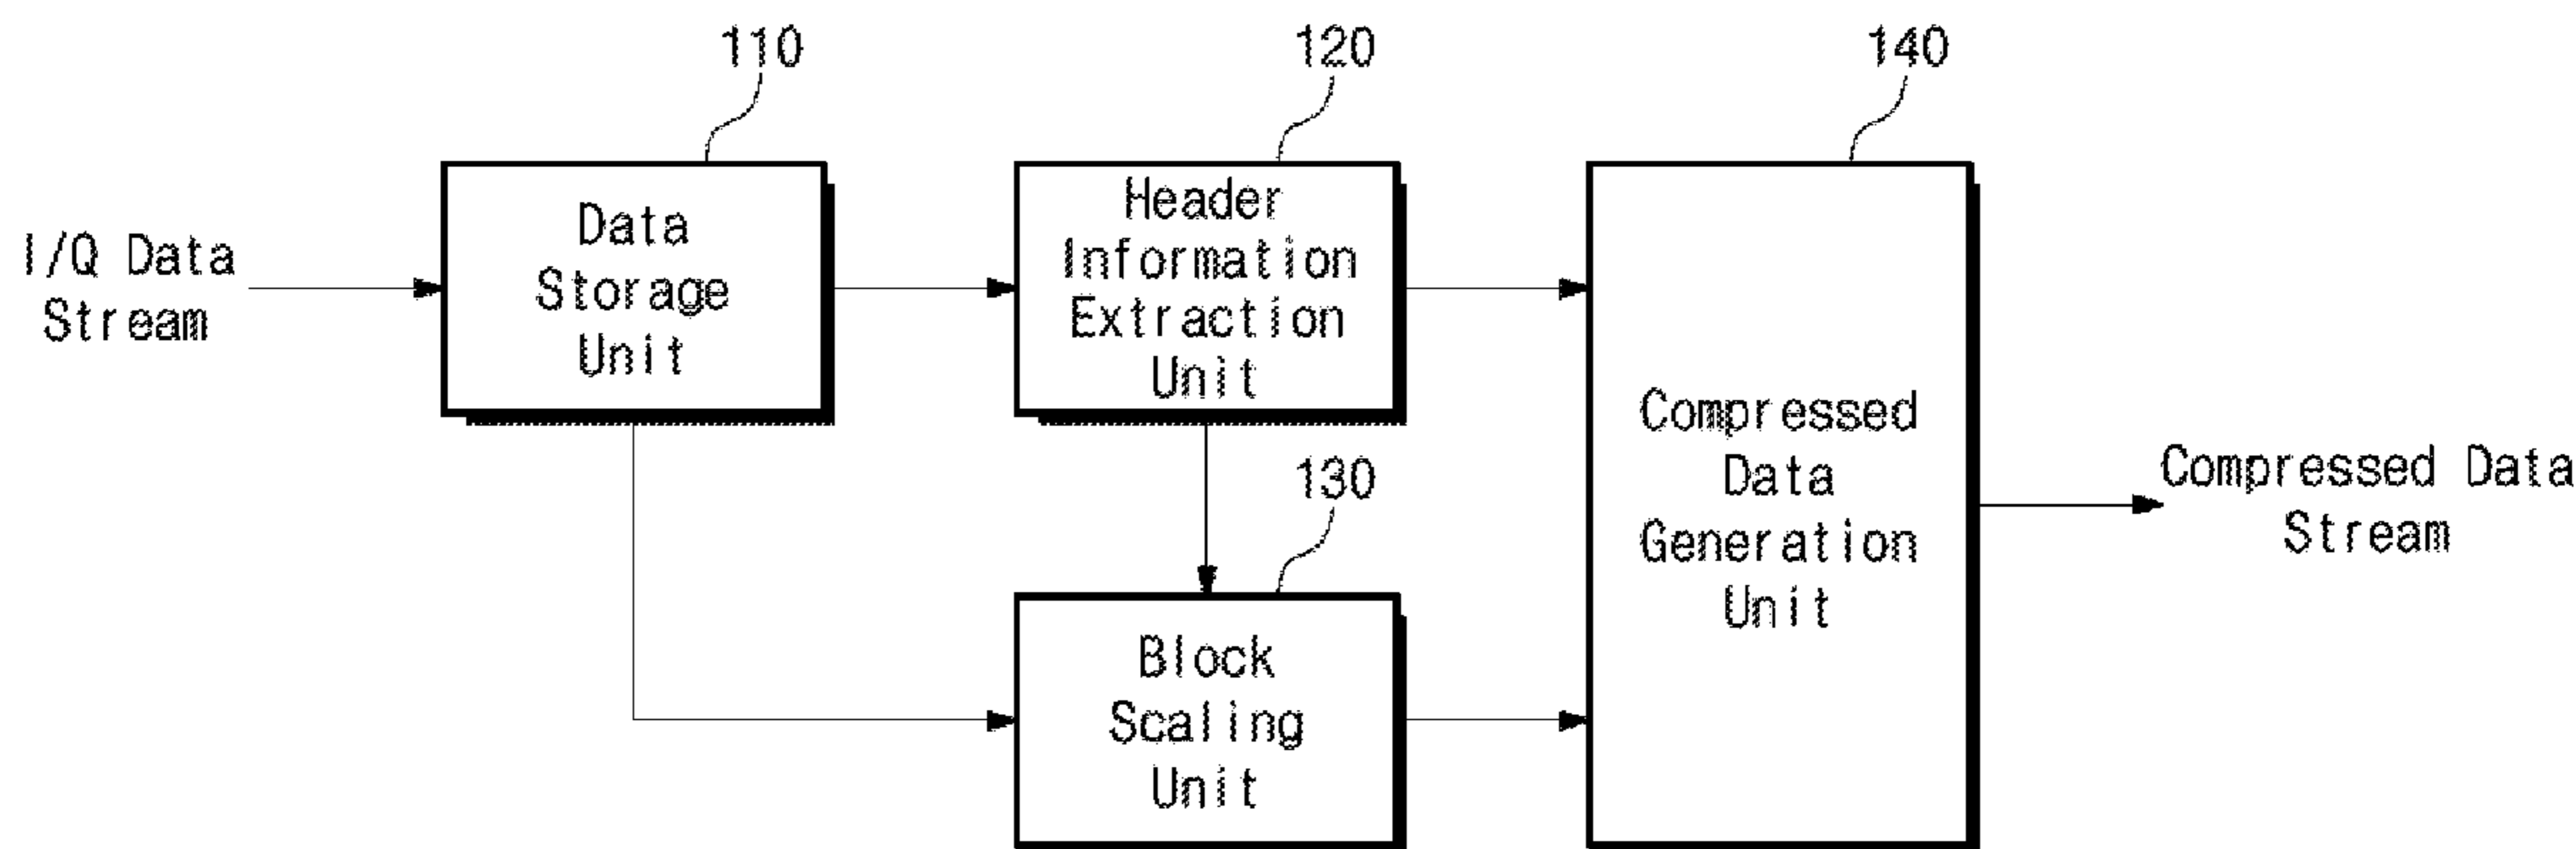 110
120
140
I/Q Data
Stream
Data
Storage
Unit
Header
Information
Extraction
Unit
130
Block
Scaling
Unit
Compressed
Data
Generation
Unit
Compressed Data
Stream